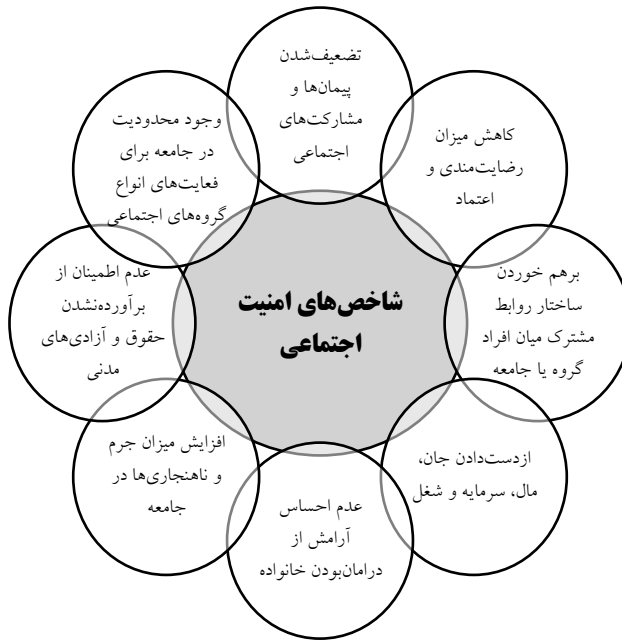 تضعیف‌شدن
پیمان‌ها و
مشارکت‌های
اجتماعی
کاهش میزان
رضایت‌مندی و
اعتماد
برهم خوردن
ساختار روابط
مشترک میان افراد
گروه یا جامعه
ازدست‌دادن جان،
مال، سرمایه و شغل
عدم احساس
آرامش از
درامان‌بودن خانواده
افزایش میزان جرم
و ناهنجاری‌ها در
جامعه
عدم اطمینان از
برآورده‌نشدن
حقوق و آزادی‌های
مدنی
وجود محدودیت
در جامعه برای
فعایت‌های انواع
گروه‌های اجتماعی
شاخص‌های امنیت
اجتماعی